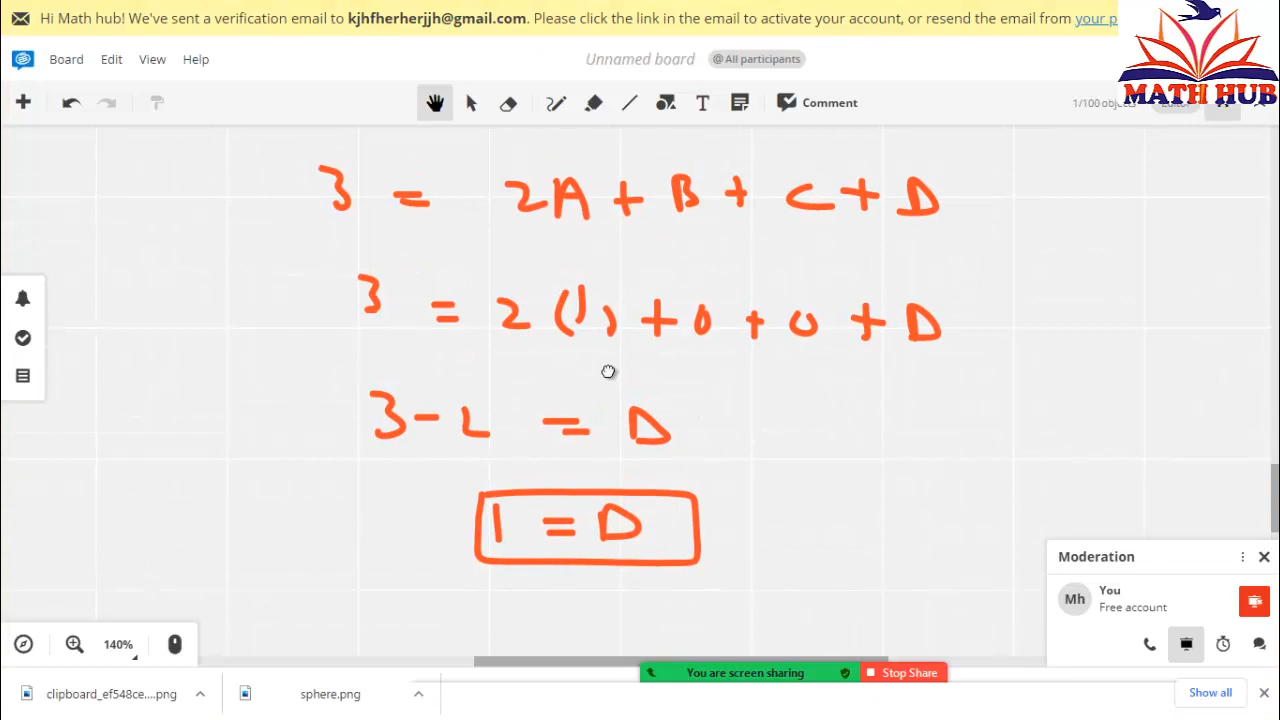 Hi Math hub! We've sent a verification email to kjhfherherjjh@gmail.com. Please click the link in the email to activate your account, or resend the email from your p
MATH HUB
Board Edit View Help Unnamed board @ All participants
Comment 1/100 objects
3 = 2A + B + C + D
3 = 2 (1) + 0 + 0 + D
3 - 2 = D
1 = D
Moderation
Mh You
Free account
140%
You are screen sharing Stop Share
clipboard_ef548ce....png sphere.png Show all